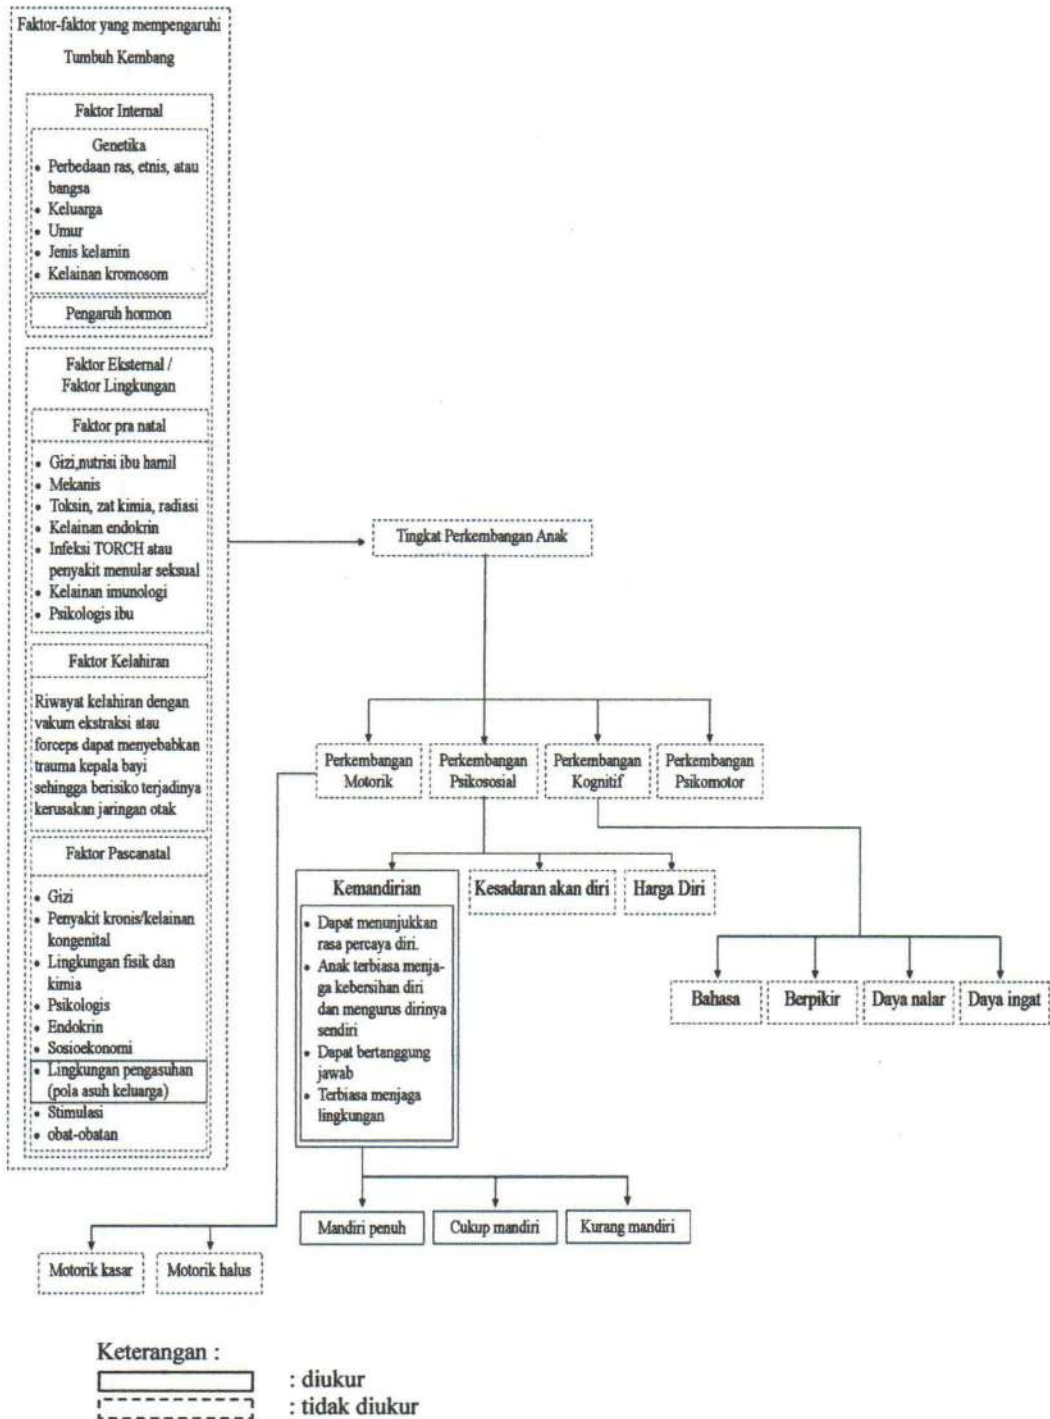 Faktor-faktor yang mempengaruhi
Tumbuh Kembang
Faktor Internal
Genetika
• Perbedaan ras, etnis, atau
bangsa
• Keluarga
• Umur
• Jenis kelamin
• Kelainan kromosom
Pengaruh hormon
Faktor Eksternal /
Faktor Lingkungan
Faktor pra natal
• Gizi,nutrisi ibu hamil
• Mekanis
• Toksin, zat kimia, radiasi
• Kelainan endokrin
• Infeksi TORCH atau
penyakit menular seksual
• Kelainan imunologi
• Psikologis ibu
Faktor Kelahiran
Riwayat kelahiran dengan
vakum ekstraksi atau
forceps dapat menyebabkan
trauma kepala bayi
sehingga berisiko terjadinya
kerusakan jaringan otak
Faktor Pascanatal
• Gizi
• Penyakit kronis/kelainan
kongenital
• Lingkungan fisik dan
kimia
• Psikologis
• Endokrin
• Sosioekonomi
• Lingkungan pengasuhan
(pola asuh keluarga)
• Stimulasi
• obat-obatan
Tingkat Perkembangan Anak
Perkembangan
Motorik
Perkembangan
Psikososial
Perkembangan
Kognitif
Perkembangan
Psikomotor
Kemandirian
• Dapat menunjukkan
rasa percaya diri.
• Anak terbiasa menja-
ga kebersihan diri
dan mengurus dirinya
sendiri
• Dapat bertanggung
jawab
• Terbiasa menjaga
lingkungan
Kesadaran akan diri
Harga Diri
Bahasa
Berpikir
Daya nalar
Daya ingat
Mandiri penuh
Cukup mandiri
Kurang mandiri
Motorik kasar
Motorik halus
Keterangan :
: diukur
: tidak diukur